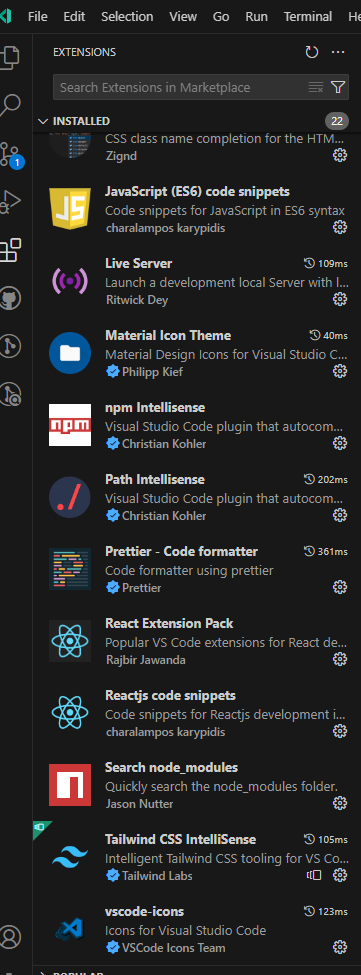 File Edit Selection View Go Run Terminal He
EXTENSIONS
Search Extensions in Marketplace
INSTALLED 22
CSS class name completion for the HTM...
Zignd
JavaScript (ES6) code snippets
JS
Code snippets for JavaScript in ES6 syntax
charalampos karypidis
Live Server 109ms
Launch a development local Server with l...
Ritwick Dey
Material Icon Theme 40ms
Material Design Icons for Visual Studio C...
Philipp Kief
npm Intellisense
npm
Visual Studio Code plugin that autocom...
Christian Kohler
Path Intellisense 202ms
./
Visual Studio Code plugin that autocom...
Christian Kohler
Prettier - Code formatter 361ms
Code formatter using prettier
Prettier
React Extension Pack
Popular VS Code extensions for React de...
Rajbir Jawanda
Reactjs code snippets
Code snippets for Reactjs development i...
charalampos karypidis
Search node_modules
Quickly search the node_modules folder.
Jason Nutter
Tailwind CSS IntelliSense 105ms
Intelligent Tailwind CSS tooling for VS Co...
Tailwind Labs
vscode-icons 123ms
Icons for Visual Studio Code
VSCode Icons Team
POPULAR
1